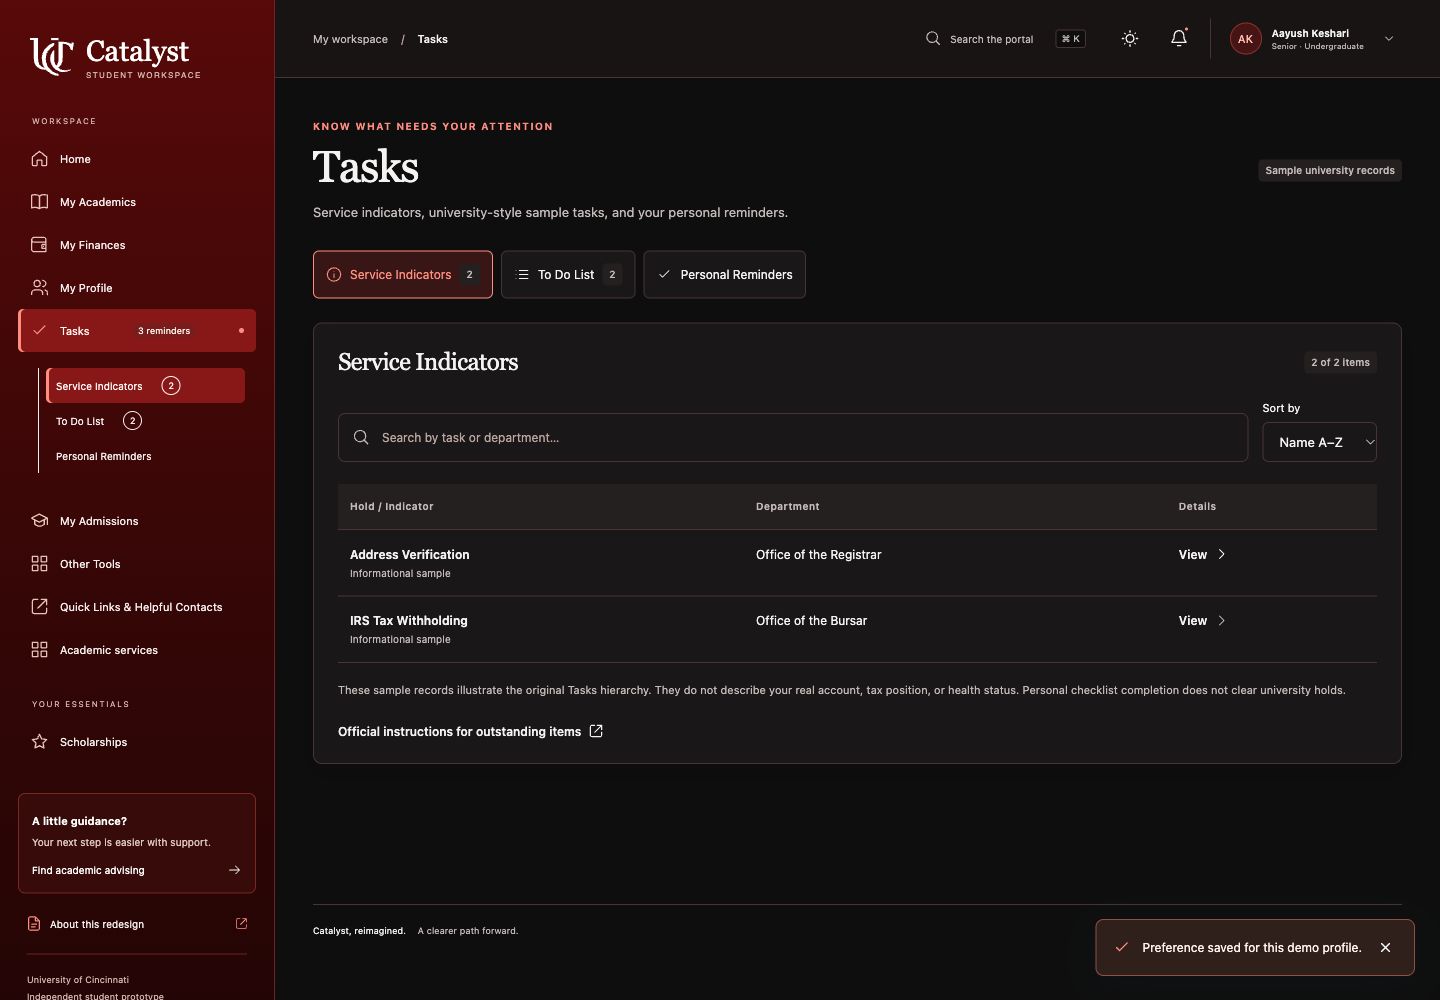 UC Catalyst
STUDENT WORKSPACE
WORKSPACE
Home
My Academics
My Finances
My Profile
Tasks 3 reminders
Service Indicators 2
To Do List 2
Personal Reminders
My Admissions
Other Tools
Quick Links & Helpful Contacts
Academic services
YOUR ESSENTIALS
Scholarships
A little guidance?
Your next step is easier with support.
Find academic advising
About this redesign
University of Cincinnati
Independent student prototype
My workspace / Tasks
Search the portal ⌘ K
AK
Aayush Keshari
Senior · Undergraduate
KNOW WHAT NEEDS YOUR ATTENTION
Tasks
Sample university records
Service indicators, university-style sample tasks, and your personal reminders.
Service Indicators 2
To Do List 2
Personal Reminders
Service Indicators
2 of 2 items
Search by task or department...
Sort by
Name A–Z
Hold / Indicator Department Details
Address Verification Office of the Registrar View
Informational sample
IRS Tax Withholding Office of the Bursar View
Informational sample
These sample records illustrate the original Tasks hierarchy. They do not describe your real account, tax position, or health status. Personal checklist completion does not clear university holds.
Official instructions for outstanding items
Catalyst, reimagined. A clearer path forward.
Preference saved for this demo profile.